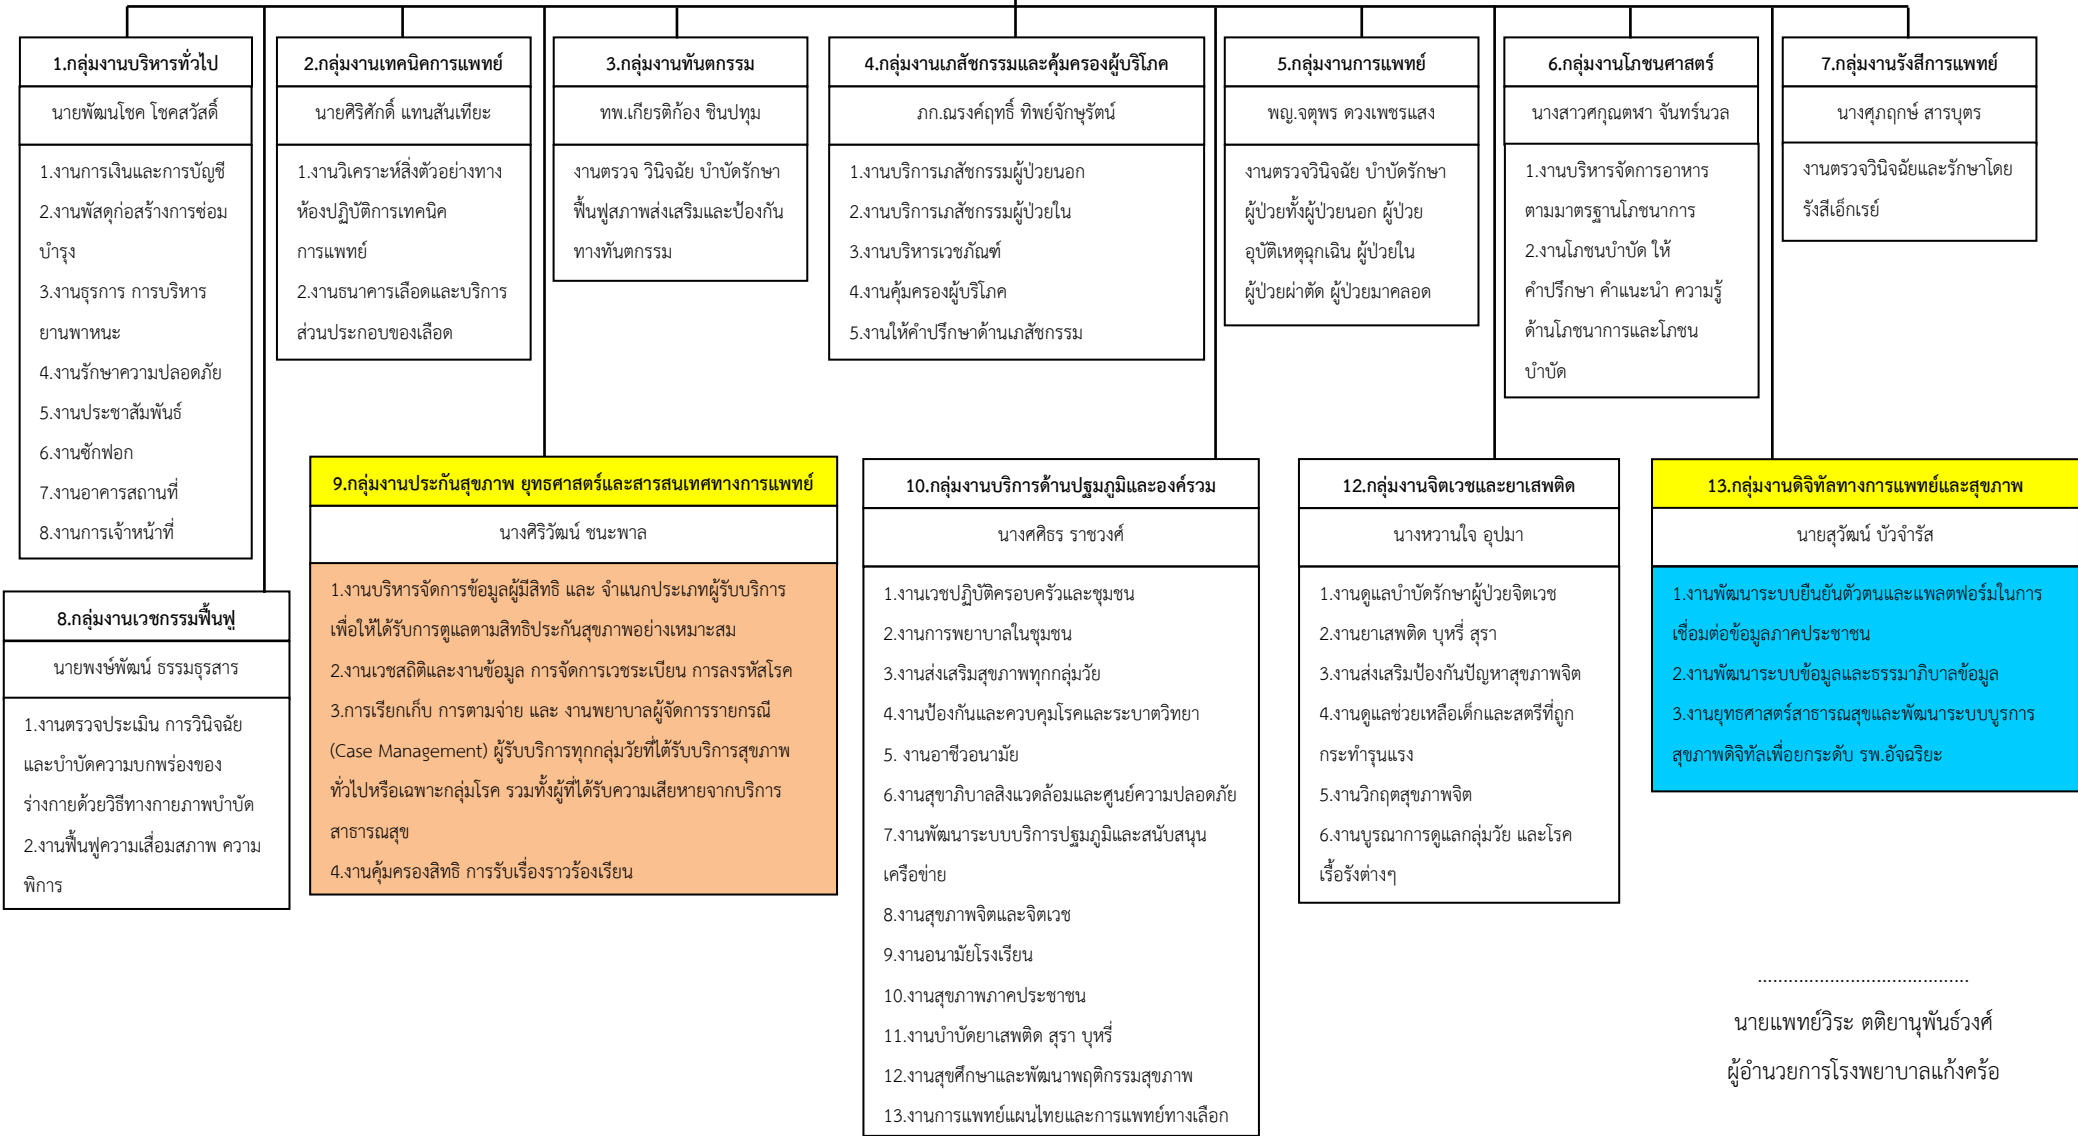 1.กลุ่มงานบริหารทั่วไป
นายพัฒนโชค โชคสวัสดิ์
1.งานการเงินและการบัญชี
2.งานพัสดุก่อสร้างการซ่อม
บำรุง
3.งานธุรการ การบริหาร
ยานพาหนะ
4.งานรักษาความปลอดภัย
5.งานประชาสัมพันธ์
6.งานซักฟอก
7.งานอาคารสถานที่
8.งานการเจ้าหน้าที่
2.กลุ่มงานเทคนิคการแพทย์
นายศิริศักดิ์ แทนสันเทียะ
1.งานวิเคราะห์สิ่งตัวอย่างทาง
ห้องปฏิบัติการเทคนิค
การแพทย์
2.งานธนาคารเลือดและบริการ
ส่วนประกอบของเลือด
3.กลุ่มงานทันตกรรม
ทพ.เกียรติก้อง ชินปทุม
งานตรวจ วินิจฉัย บำบัดรักษา
ฟื้นฟูสภาพส่งเสริมและป้องกัน
ทางทันตกรรม
4.กลุ่มงานเภสัชกรรมและคุ้มครองผู้บริโภค
ภก.ณรงค์ฤทธิ์ ทิพย์จักษุรัตน์
1.งานบริการเภสัชกรรมผู้ป่วยนอก
2.งานบริการเภสัชกรรมผู้ป่วยใน
3.งานบริหารเวชภัณฑ์
4.งานคุ้มครองผู้บริโภค
5.งานให้คำปรึกษาด้านเภสัชกรรม
5.กลุ่มงานการแพทย์
พญ.จตุพร ดวงเพชรแสง
งานตรวจวินิจฉัย บำบัดรักษา
ผู้ป่วยทั้งผู้ป่วยนอก ผู้ป่วย
อุบัติเหตุฉุกเฉิน ผู้ป่วยใน
ผู้ป่วยผ่าตัด ผู้ป่วยมาคลอด
6.กลุ่มงานโภชนศาสตร์
นางสาวศกุณตฬา จันทร์นวล
1.งานบริหารจัดการอาหาร
ตามมาตรฐานโภชนาการ
2.งานโภชนบำบัด ให้
คำปรึกษา คำแนะนำ ความรู้
ด้านโภชนาการและโภชน
บำบัด
7.กลุ่มงานรังสีการแพทย์
นางศุภฤกษ์ สารบุตร
งานตรวจวินิจฉัยและรักษาโดย
รังสีเอ็กเรย์
8.กลุ่มงานเวชกรรมฟื้นฟู
นายพงษ์พัฒน์ ธรรมธุรสาร
1.งานตรวจประเมิน การวินิจฉัย
และบำบัดความบกพร่องของ
ร่างกายด้วยวิธีทางกายภาพบำบัด
2.งานฟื้นฟูความเสื่อมสภาพ ความ
พิการ
9.กลุ่มงานประกันสุขภาพ ยุทธศาสตร์และสารสนเทศทางการแพทย์
นางศิริวัฒน์ ชนะพาล
1.งานบริหารจัดการข้อมูลผู้มีสิทธิ และ จำแนกประเภทผู้รับบริการ
เพื่อให้ได้รับการดูแลตามสิทธิประกันสุขภาพอย่างเหมาะสม
2.งานเวชสถิติและงานข้อมูล การจัดการเวชระเบียน การลงรหัสโรค
3.การเรียกเก็บ การตามจ่าย และ งานพยาบาลผู้จัดการรายกรณี
(Case Management) ผู้รับบริการทุกกลุ่มวัยที่ได้รับบริการสุขภาพ
ทั่วไปหรือเฉพาะกลุ่มโรค รวมทั้งผู้ที่ได้รับความเสียหายจากบริการ
สาธารณสุข
4.งานคุ้มครองสิทธิ การรับเรื่องราวร้องเรียน
10.กลุ่มงานบริการด้านปฐมภูมิและองค์รวม
นางศศิธร ราชวงศ์
1.งานเวชปฏิบัติครอบครัวและชุมชน
2.งานการพยาบาลในชุมชน
3.งานส่งเสริมสุขภาพทุกกลุ่มวัย
4.งานป้องกันและควบคุมโรคและระบาตวิทยา
5. งานอาชีวอนามัย
6.งานสุขาภิบาลสิ่งแวดล้อมและศูนย์ความปลอดภัย
7.งานพัฒนาระบบบริการปฐมภูมิและสนับสนุน
เครือข่าย
8.งานสุขภาพจิตและจิตเวช
9.งานอนามัยโรงเรียน
10.งานสุขภาพภาคประชาชน
11.งานบำบัดยาเสพติด สุรา บุหรี่
12.งานสุขศึกษาและพัฒนาพฤติกรรมสุขภาพ
13.งานการแพทย์แผนไทยและการแพทย์ทางเลือก
12.กลุ่มงานจิตเวชและยาเสพติด
นางหวานใจ อุปมา
1.งานดูแลบำบัดรักษาผู้ป่วยจิตเวช
2.งานยาเสพติด บุหรี่ สุรา
3.งานส่งเสริมป้องกันปัญหาสุขภาพจิต
4.งานดูแลช่วยเหลือเด็กและสตรีที่ถูก
กระทำรุนแรง
5.งานวิกฤตสุขภาพจิต
6.งานบูรณาการดูแลกลุ่มวัย และโรค
เรื้อรังต่างๆ
13.กลุ่มงานดิจิทัลทางการแพทย์และสุขภาพ
นายสุวัฒน์ บัวจำรัส
1.งานพัฒนาระบบยืนยันตัวตนและแพลตฟอร์มในการ
เชื่อมต่อข้อมูลภาคประชาชน
2.งานพัฒนาระบบข้อมูลและธรรมาภิบาลข้อมูล
3.งานยุทธศาสตร์สาธารณสุขและพัฒนาระบบบูรการ
สุขภาพดิจิทัลเพื่อยกระดับ รพ.อัจฉริยะ
..........................................
นายแพทย์วิระ ตติยานุพันธ์วงศ์
ผู้อำนวยการโรงพยาบาลแก้งคร้อ